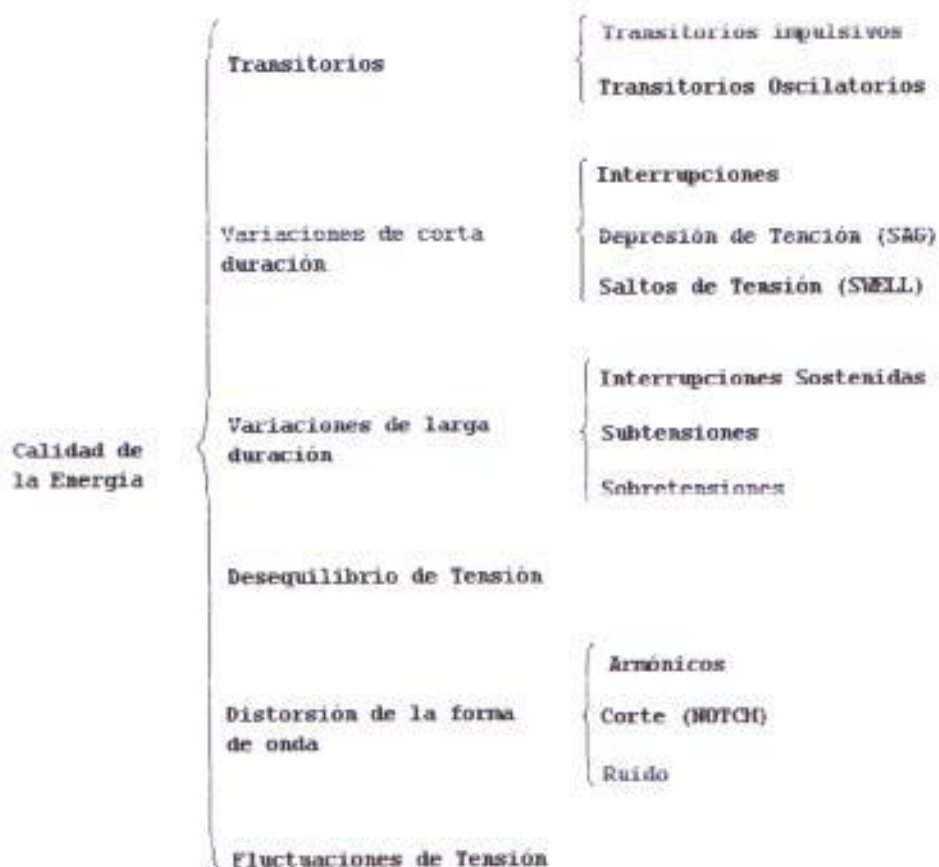 Transitorios
Transitorios impulsivos
Transitorios Oscilatorios
Variaciones de corta
duración
Interrupciones
Depresión de Tención (SAG)
Saltos de Tensión (SWELL)
Calidad de
la Energía
Variaciones de larga
duración
Interrupciones Sostenidas
Subtensiones
Sobretensiones
Desequilibrio de Tensión
Distorsión de la forma
de onda
Armónicos
Corte (NOTCH)
Ruido
Fluctuaciones de Tensión